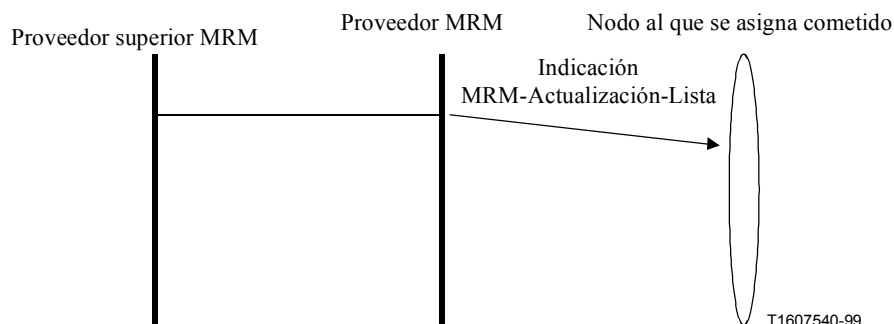 Proveedor superior MRM
Proveedor MRM
Nodo al que se asigna cometido
Indicación
MRM-Actualización-Lista
T1607540-99